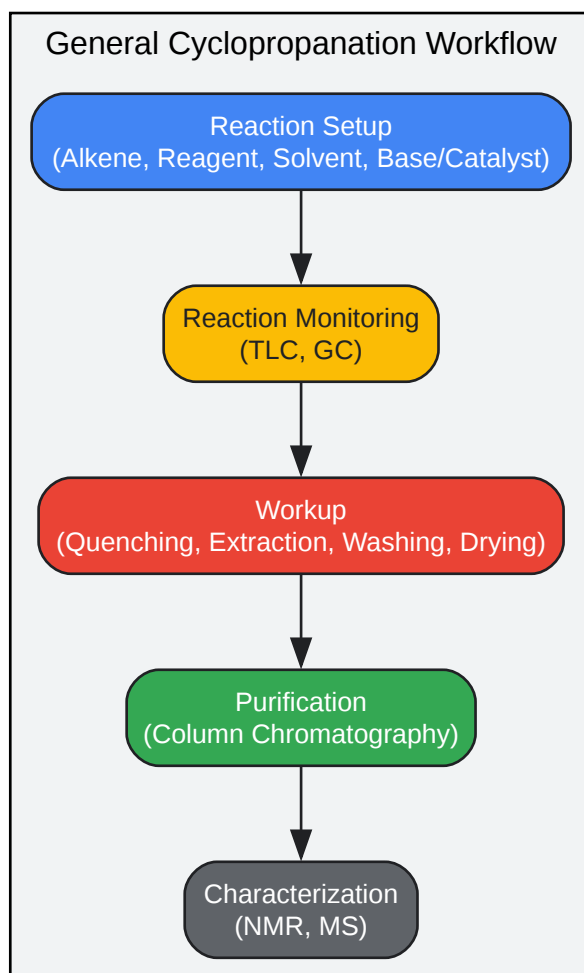 General Cyclopropanation Workflow
Reaction Setup
(Alkene, Reagent, Solvent, Base/Catalyst)
Reaction Monitoring
(TLC, GC)
Workup
(Quenching, Extraction, Washing, Drying)
Purification
(Column Chromatography)
Characterization
(NMR, MS)